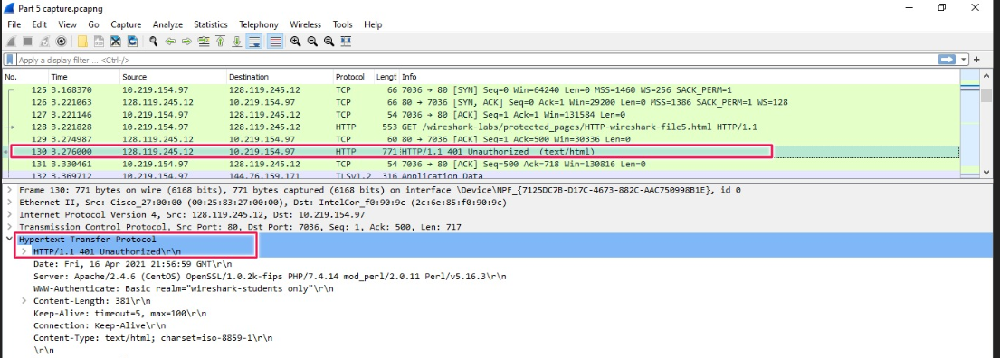 Part 5 capture.pcapng
File Edit View Go Capture Analyze Statistics Telephony Wireless Tools Help
Apply a display filter ... <Ctrl-/>
No. Time Source Destination Protocol Lengt Info
125 3.168370 10.219.154.97 128.119.245.12 TCP 66 7036 → 80 [SYN] Seq=0 Win=64240 Len=0 MSS=1460 WS=256 SACK_PERM=1
126 3.221063 128.119.245.12 10.219.154.97 TCP 66 80 → 7036 [SYN, ACK] Seq=0 Ack=1 Win=29200 Len=0 MSS=1386 SACK_PERM=1 WS=128
127 3.221146 10.219.154.97 128.119.245.12 TCP 54 7036 → 80 [ACK] Seq=1 Ack=1 Win=131584 Len=0
128 3.221828 10.219.154.97 128.119.245.12 HTTP 553 GET /wireshark-labs/protected_pages/HTTP-wireshark-file5.html HTTP/1.1
129 3.274987 128.119.245.12 10.219.154.97 TCP 60 80 → 7036 [ACK] Seq=1 Ack=500 Win=30336 Len=0
130 3.276000 128.119.245.12 10.219.154.97 HTTP 771 HTTP/1.1 401 Unauthorized (text/html)
131 3.330461 10.219.154.97 128.119.245.12 TCP 54 7036 → 80 [ACK] Seq=500 Ack=718 Win=130816 Len=0
132 3.369712 10.219.154.97 144.76.159.171 TLSv1.2 316 Application Data
Frame 130: 771 bytes on wire (6168 bits), 771 bytes captured (6168 bits) on interface \Device\NPF_{7125DC7B-D17C-4673-882C-AAC750998B1E}, id 0
Ethernet II, Src: Cisco_27:00:00 (00:25:83:27:00:00), Dst: IntelCor_f0:90:9c (2c:6e:85:f0:90:9c)
Internet Protocol Version 4, Src: 128.119.245.12, Dst: 10.219.154.97
Transmission Control Protocol, Src Port: 80, Dst Port: 7036, Seq: 1, Ack: 500, Len: 717
Hypertext Transfer Protocol
HTTP/1.1 401 Unauthorized\r\n
Date: Fri, 16 Apr 2021 21:56:59 GMT\r\n
Server: Apache/2.4.6 (CentOS) OpenSSL/1.0.2k-fips PHP/7.4.14 mod_perl/2.0.11 Perl/v5.16.3\r\n
WWW-Authenticate: Basic realm="wireshark-students only"\r\n
Content-Length: 381\r\n
Keep-Alive: timeout=5, max=100\r\n
Connection: Keep-Alive\r\n
Content-Type: text/html; charset=iso-8859-1\r\n
\r\n